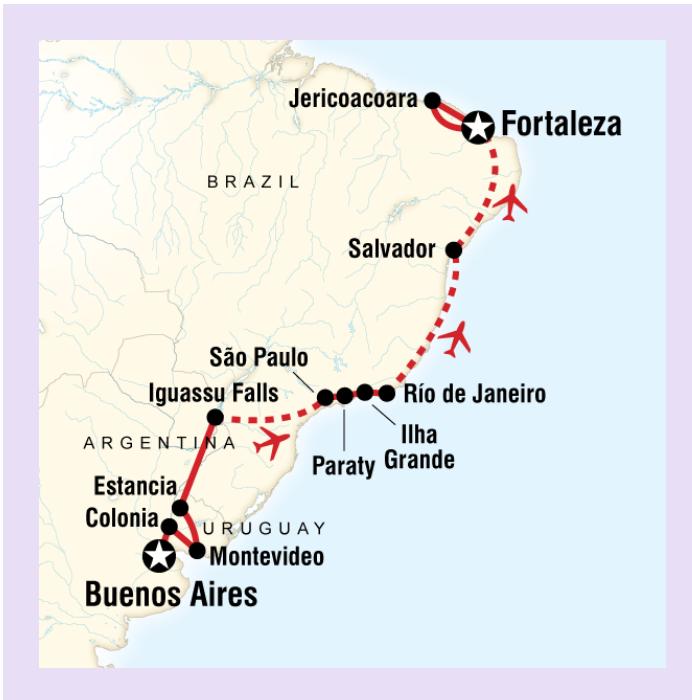 Jericoacoara
Fortaleza
BRAZIL
Salvador
São Paulo
Iguassu Falls
Río de Janeiro
Ilha
Grande
Paraty
ARGENTINA
Estancia
Colonia
URUGUAY
Montevideo
Buenos Aires